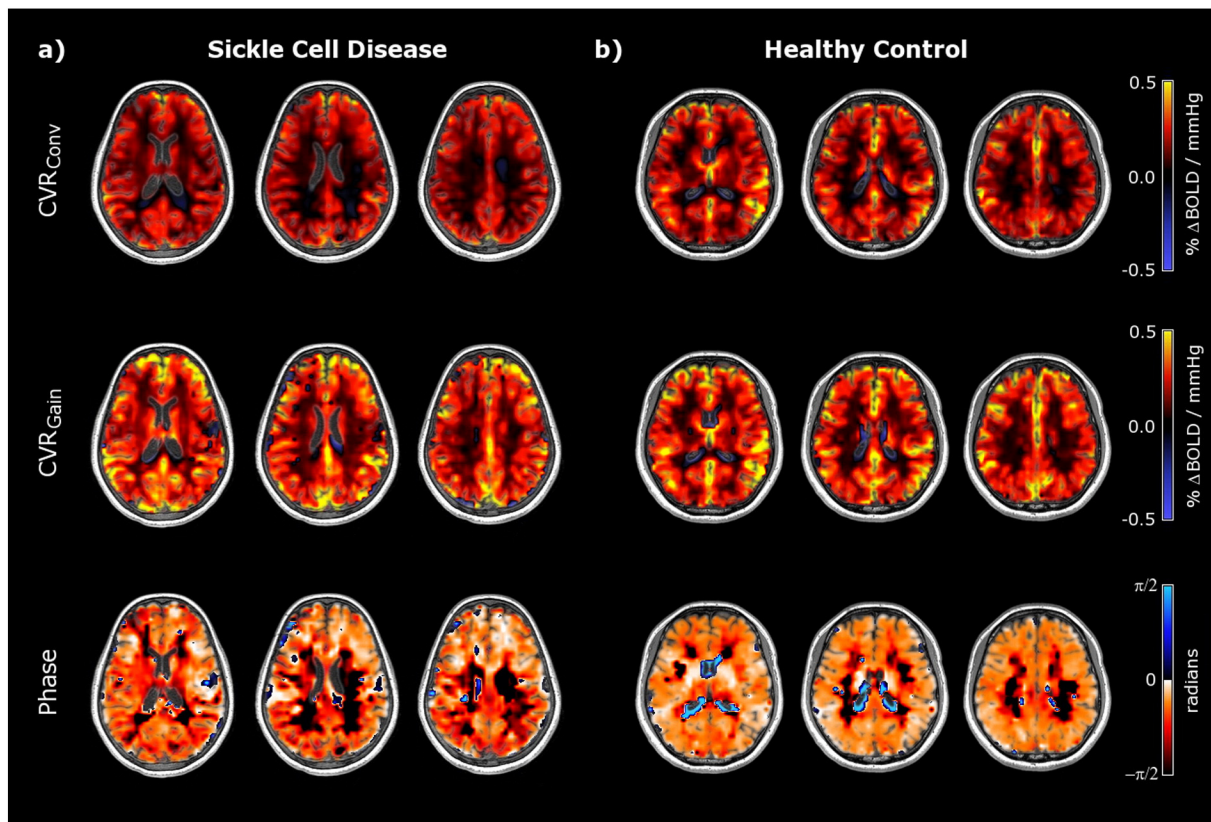 a) Sickle Cell Disease b) Healthy Control
CVRConv
0.5
0.0
-0.5
% ΔBOLD / mmHg
CVRGain
0.5
0.0
-0.5
% ΔBOLD / mmHg
Phase
π/2
0
−π/2
radians